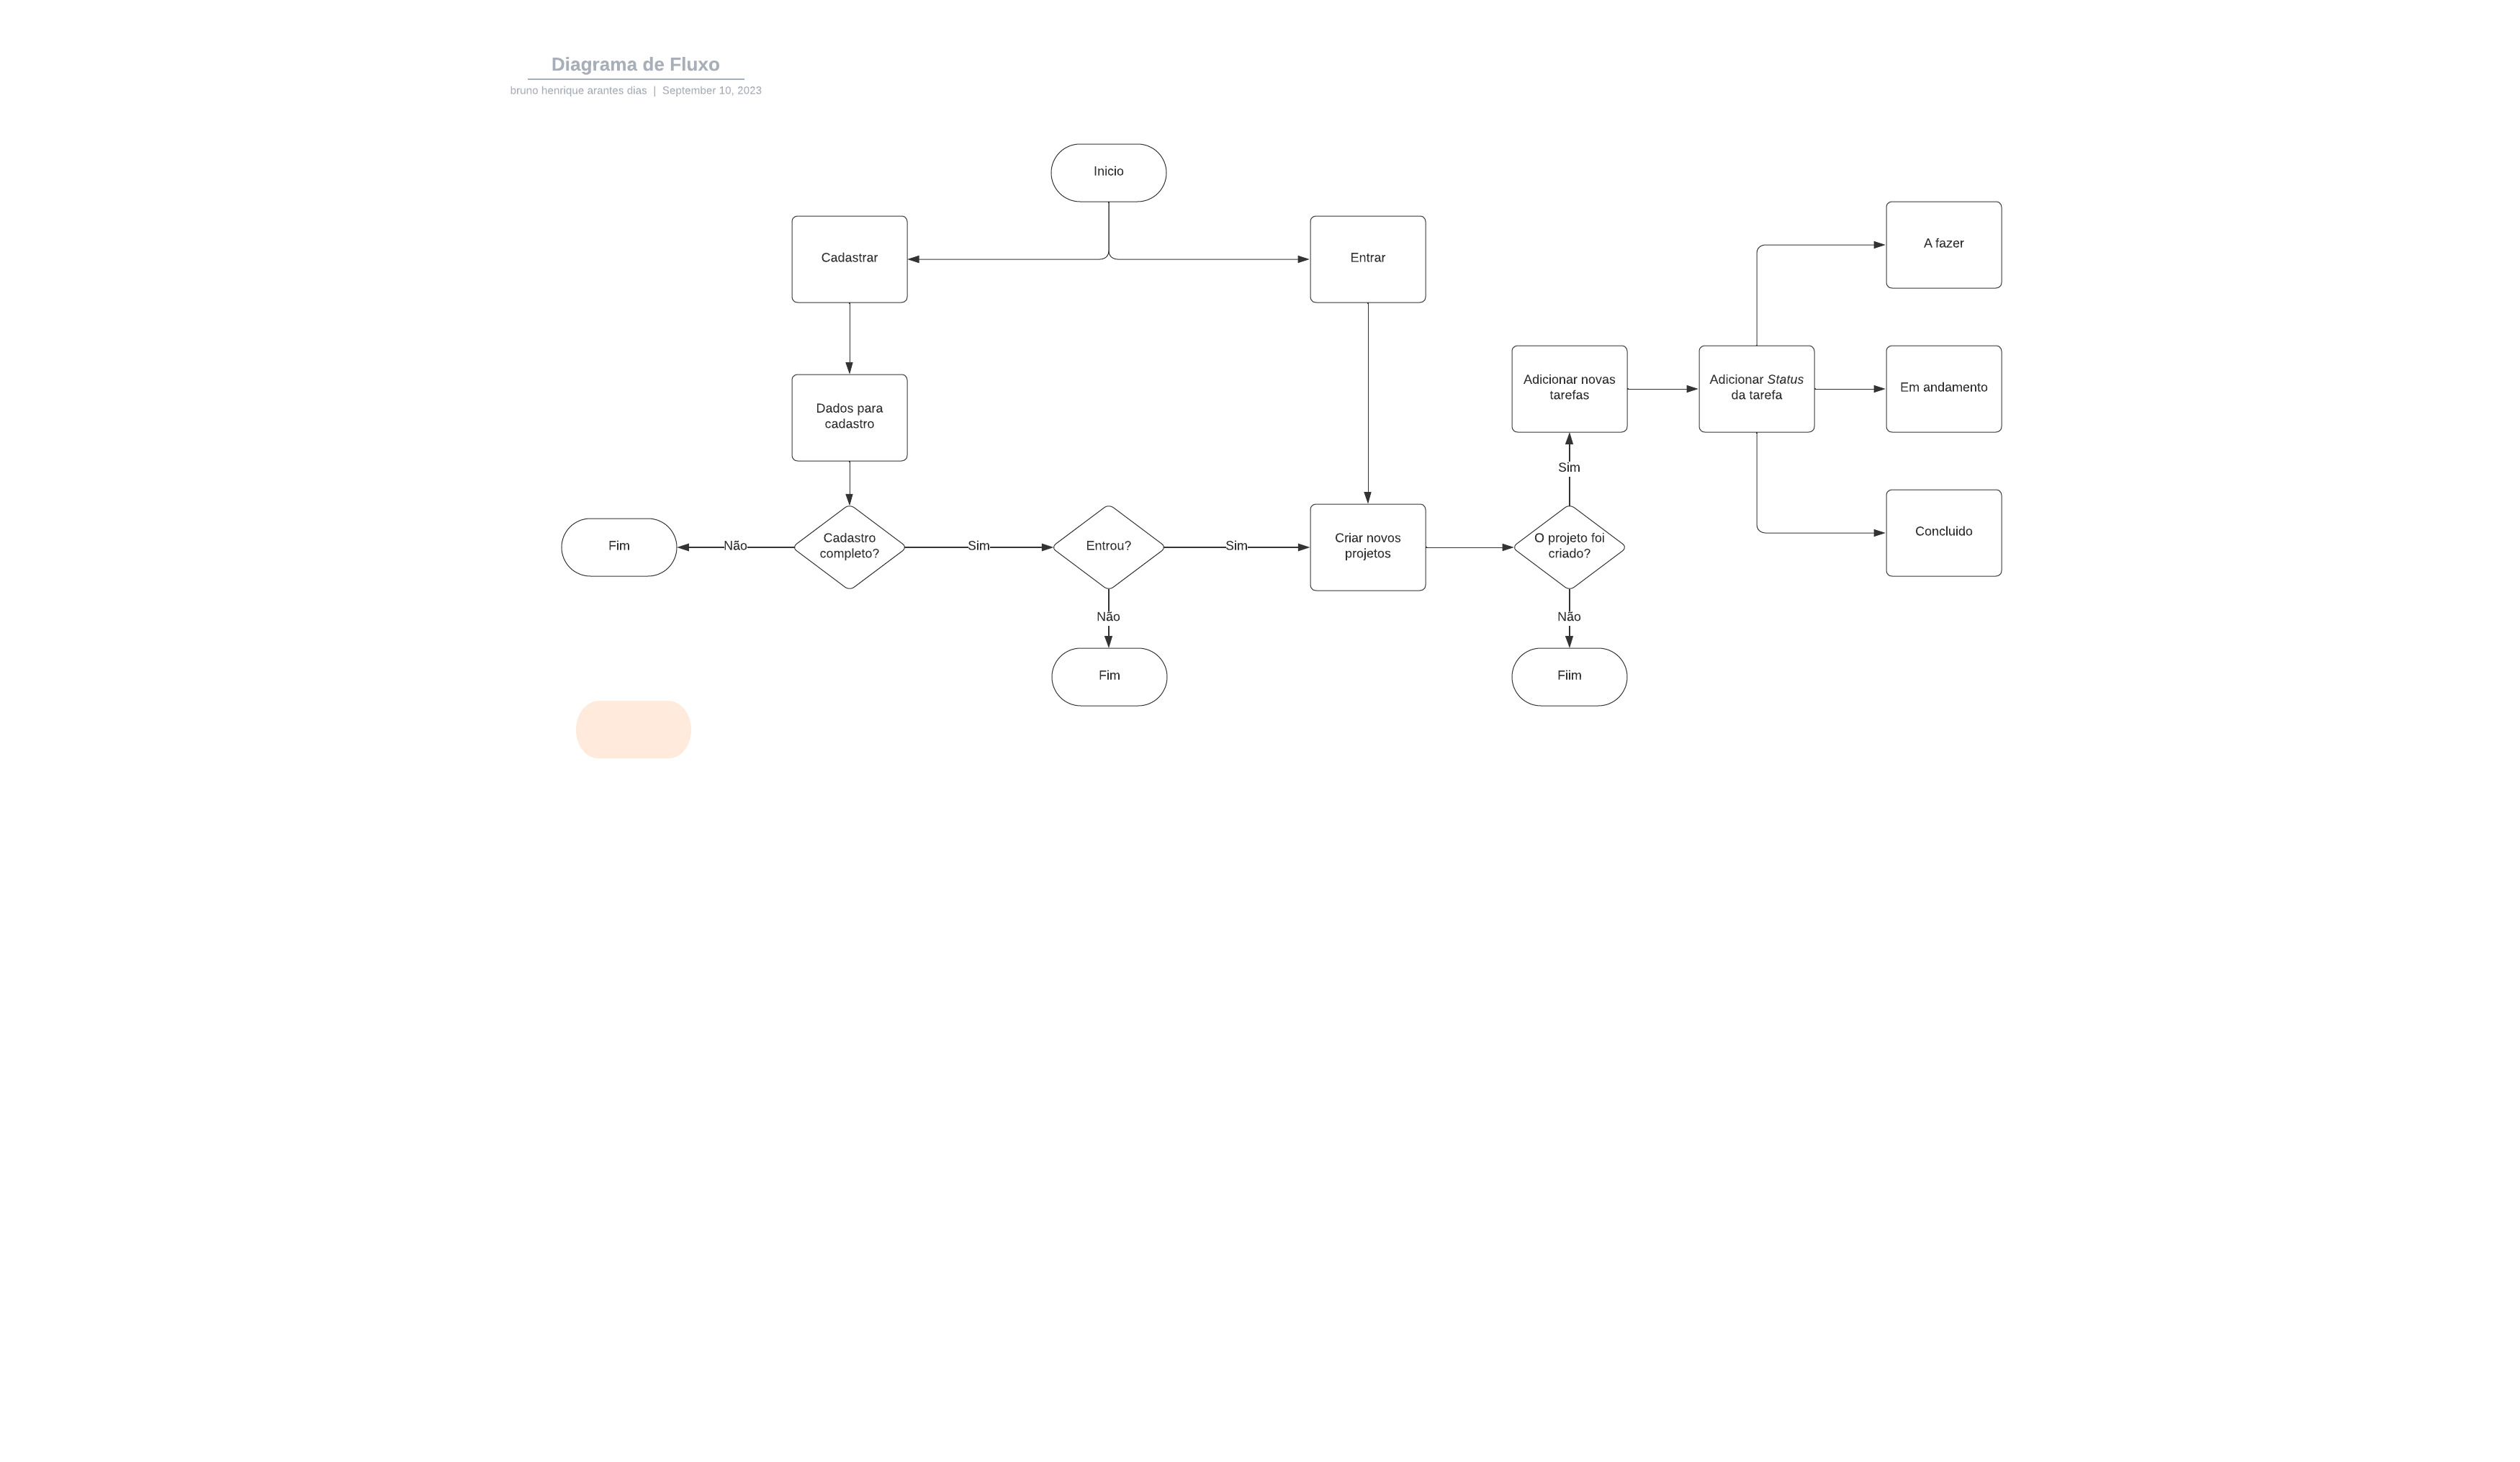 Diagrama de Fluxo
bruno henrique arantes dias | September 10, 2023
Inicio
Cadastrar
Entrar
A fazer
Adicionar novas
tarefas
Adicionar Status
da tarefa
Em andamento
Dados para
cadastro
Sim
Fim
Não
Cadastro
completo?
Sim
Entrou?
Sim
Criar novos
projetos
O projeto foi
criado?
Concluido
Não
Não
Fim
Fiim